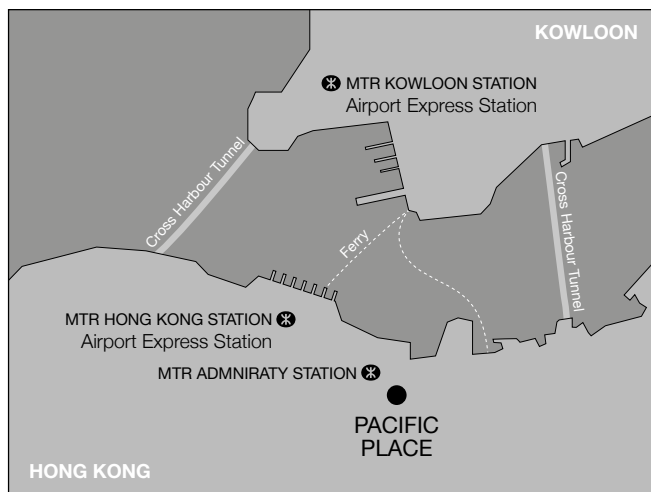 KOWLOON
MTR KOWLOON STATION
Airport Express Station
Cross Harbour Tunnel
Cross Harbour Tunnel
Ferry
MTR HONG KONG STATION
Airport Express Station
MTR ADMNIRATY STATION
PACIFIC
PLACE
HONG KONG